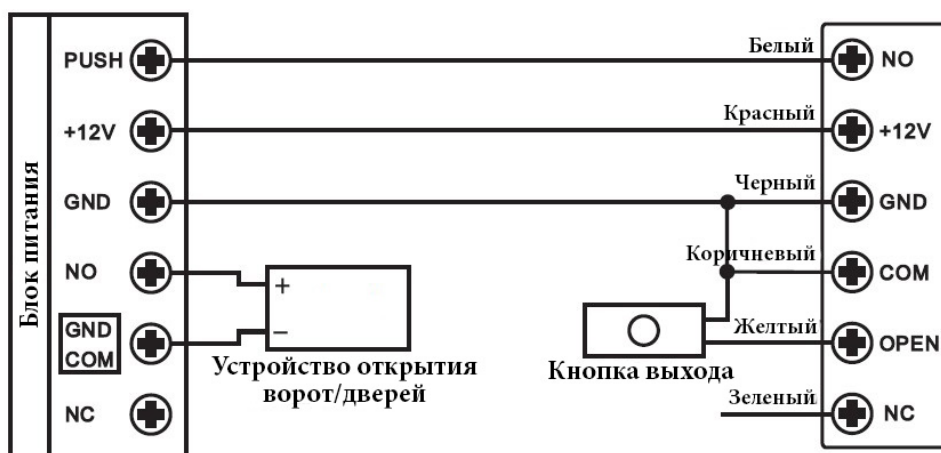 Блок питания
PUSH
Белый
NO
+12V
Красный
+12V
GND
Черный
GND
NO
+
Коричневый
COM
GND
COM
−
Желтый
OPEN
Устройство открытия
ворот/дверей
Кнопка выхода
NC
Зеленый
NC